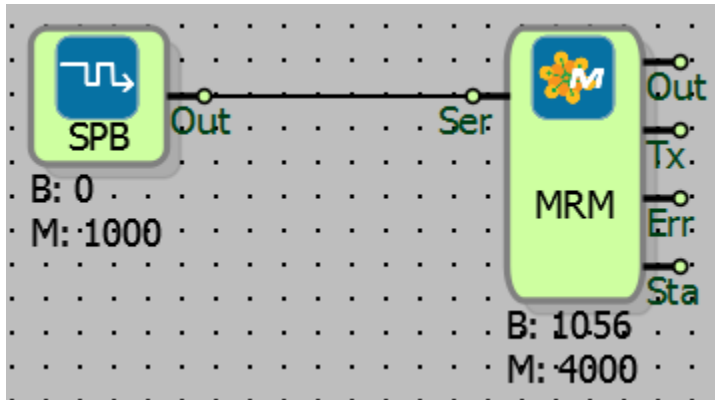 M
Out
Out
Ser
SPB
Tx
B: 0
MRM
Err
M: 1000
Sta
B: 1056
M: 4000